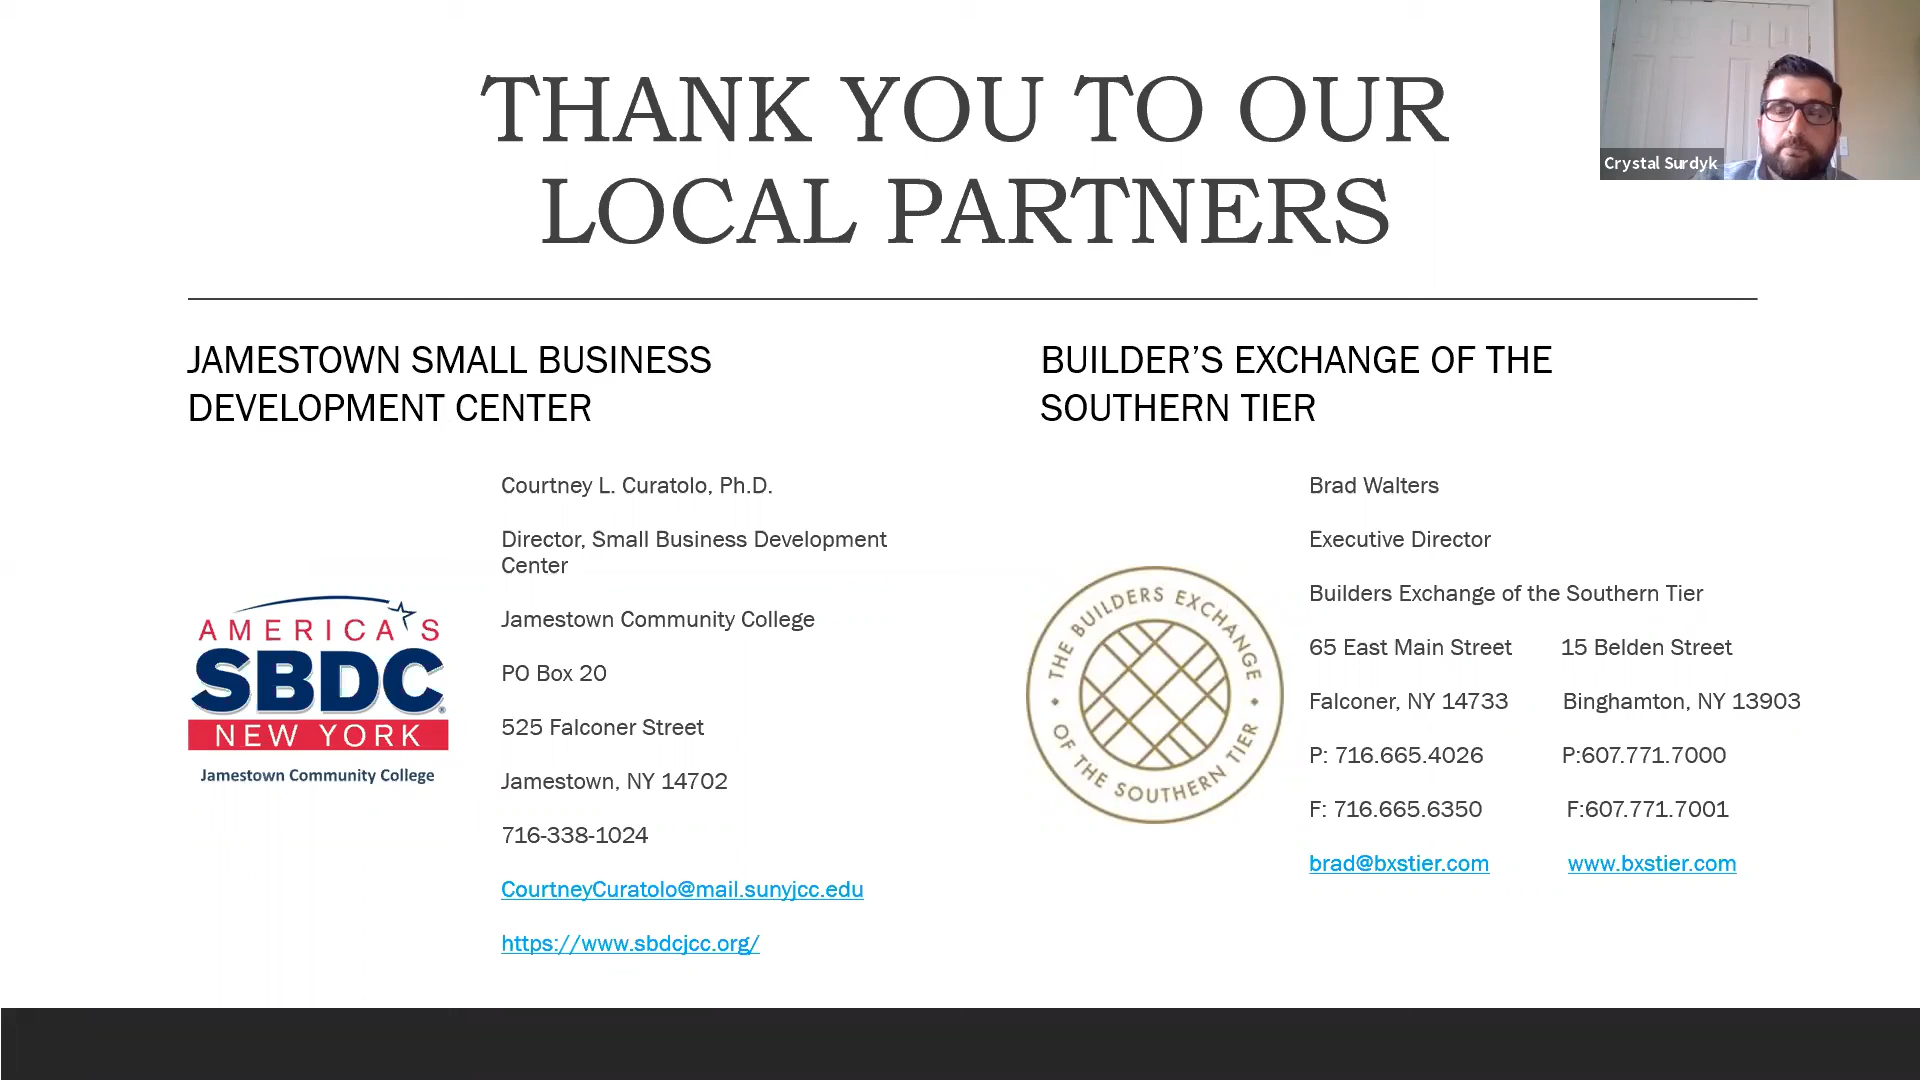 THANK YOU TO OUR
LOCAL PARTNERS
Crystal Surdyk
JAMESTOWN SMALL BUSINESS
DEVELOPMENT CENTER
Courtney L. Curatolo, Ph.D.
Director, Small Business Development
Center
Jamestown Community College
PO Box 20
525 Falconer Street
Jamestown, NY 14702
716-338-1024
CourtneyCuratolo@mail.sunyjcc.edu
https://www.sbdcjcc.org/
AMERICA'S
SBDC®
NEW YORK
Jamestown Community College
BUILDER’S EXCHANGE OF THE
SOUTHERN TIER
THE BUILDERS EXCHANGE
OF THE SOUTHERN TIER
Brad Walters
Executive Director
Builders Exchange of the Southern Tier
65 East Main Street 15 Belden Street
Falconer, NY 14733 Binghamton, NY 13903
P: 716.665.4026 P:607.771.7000
F: 716.665.6350 F:607.771.7001
brad@bxstier.com www.bxstier.com